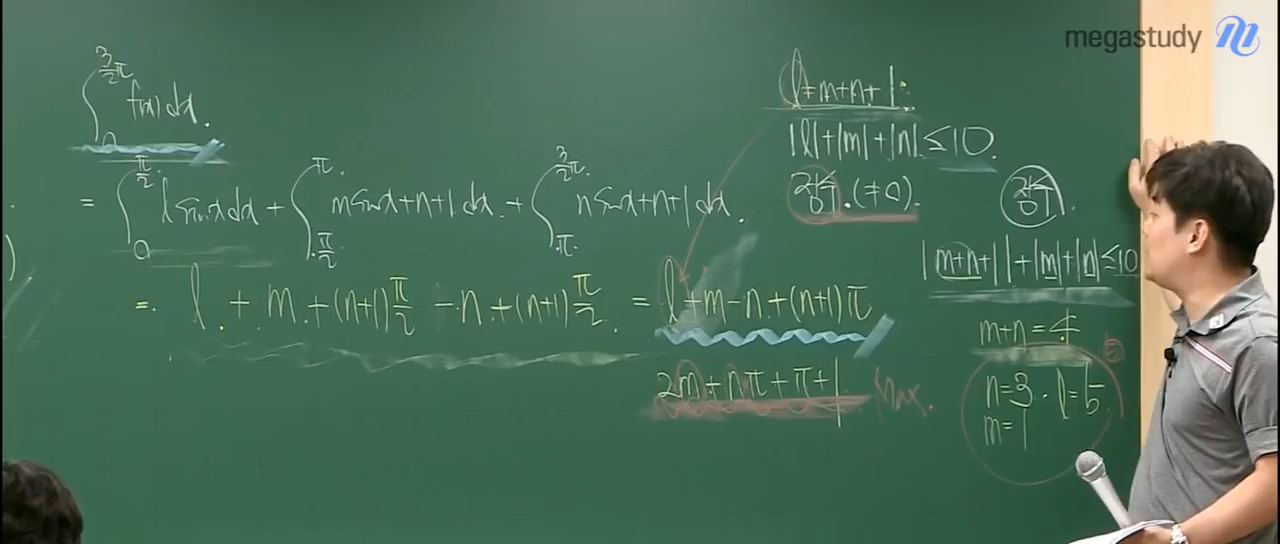 megastudy
∫₀^{3/2 π} f(x) dx.
= ∫₀^{π/2} l sinx dx + ∫_{π/2}^{π} m sinx + n + 1 dx + ∫_{π}^{3/2 π} n sinx + n + 1 dx.
= l + m + (n+1) π/2 - n + (n+1) π/2 = l + m - n + (n+1)π
2m + nπ + π + 1 Max.
l = m + n + 1.
|l| + |m| + |n| ≤ 10.
정수. (≠ 0).
정수.
|m+n+1| + |m| + |n| ≤ 10
m + n = 4
n = 3 . l = 5
m = 1